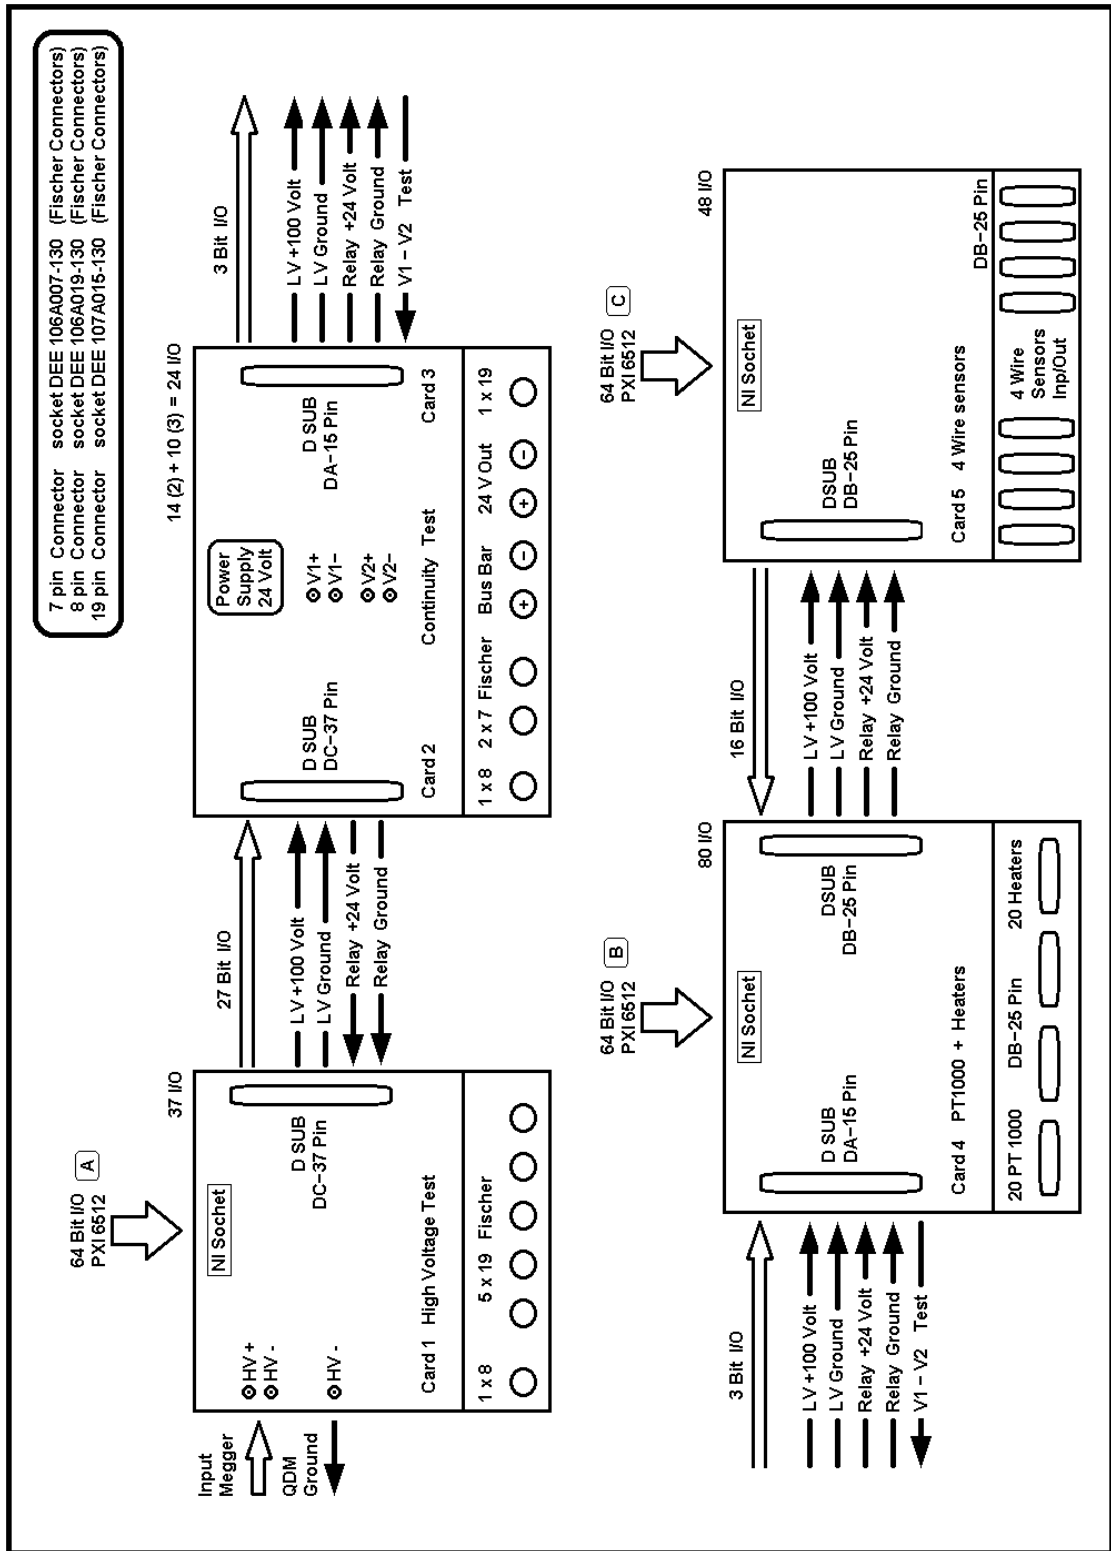 7 pin Connector socket DEE 106A007-130 (Fischer Connectors)
8 pin Connector socket DEE 106A019-130 (Fischer Connectors)
19 pin Connector socket DEE 107A015-130 (Fischer Connectors)
64 Bit I/O
PXI 6512
A
37 I/O
Input
Megger
QDM
Ground
HV +
HV -
HV -
NI Sochet
D SUB
DC-37 Pin
Card 1 High Voltage Test
1 x 8
5 x 19 Fischer
27 Bit I/O
LV +100 Volt
LV Ground
Relay +24 Volt
Relay Ground
14 (2) + 10 (3) = 24 I/O
Power
Supply
24 Volt
D SUB
DC-37 Pin
V1+
V1-
V2+
V2-
D SUB
DA-15 Pin
Card 2
Continuity Test
Card 3
1 x 8
2 x 7 Fischer
Bus Bar
24 V Out
1 x 19
+
-
+
-
3 Bit I/O
LV +100 Volt
LV Ground
Relay +24 Volt
Relay Ground
V1 - V2 Test
3 Bit I/O
LV +100 Volt
LV Ground
Relay +24 Volt
Relay Ground
V1 - V2 Test
64 Bit I/O
PXI 6512
B
80 I/O
NI Sochet
D SUB
DA-15 Pin
DSUB
DB-25 Pin
Card 4 PT1000 + Heaters
20 PT 1000
DB-25 Pin
20 Heaters
16 Bit I/O
LV +100 Volt
LV Ground
Relay +24 Volt
Relay Ground
64 Bit I/O
PXI 6512
C
48 I/O
NI Sochet
DSUB
DB-25 Pin
Card 5 4 Wire sensors
4 Wire
Sensors
Inp/Out
DB-25 Pin